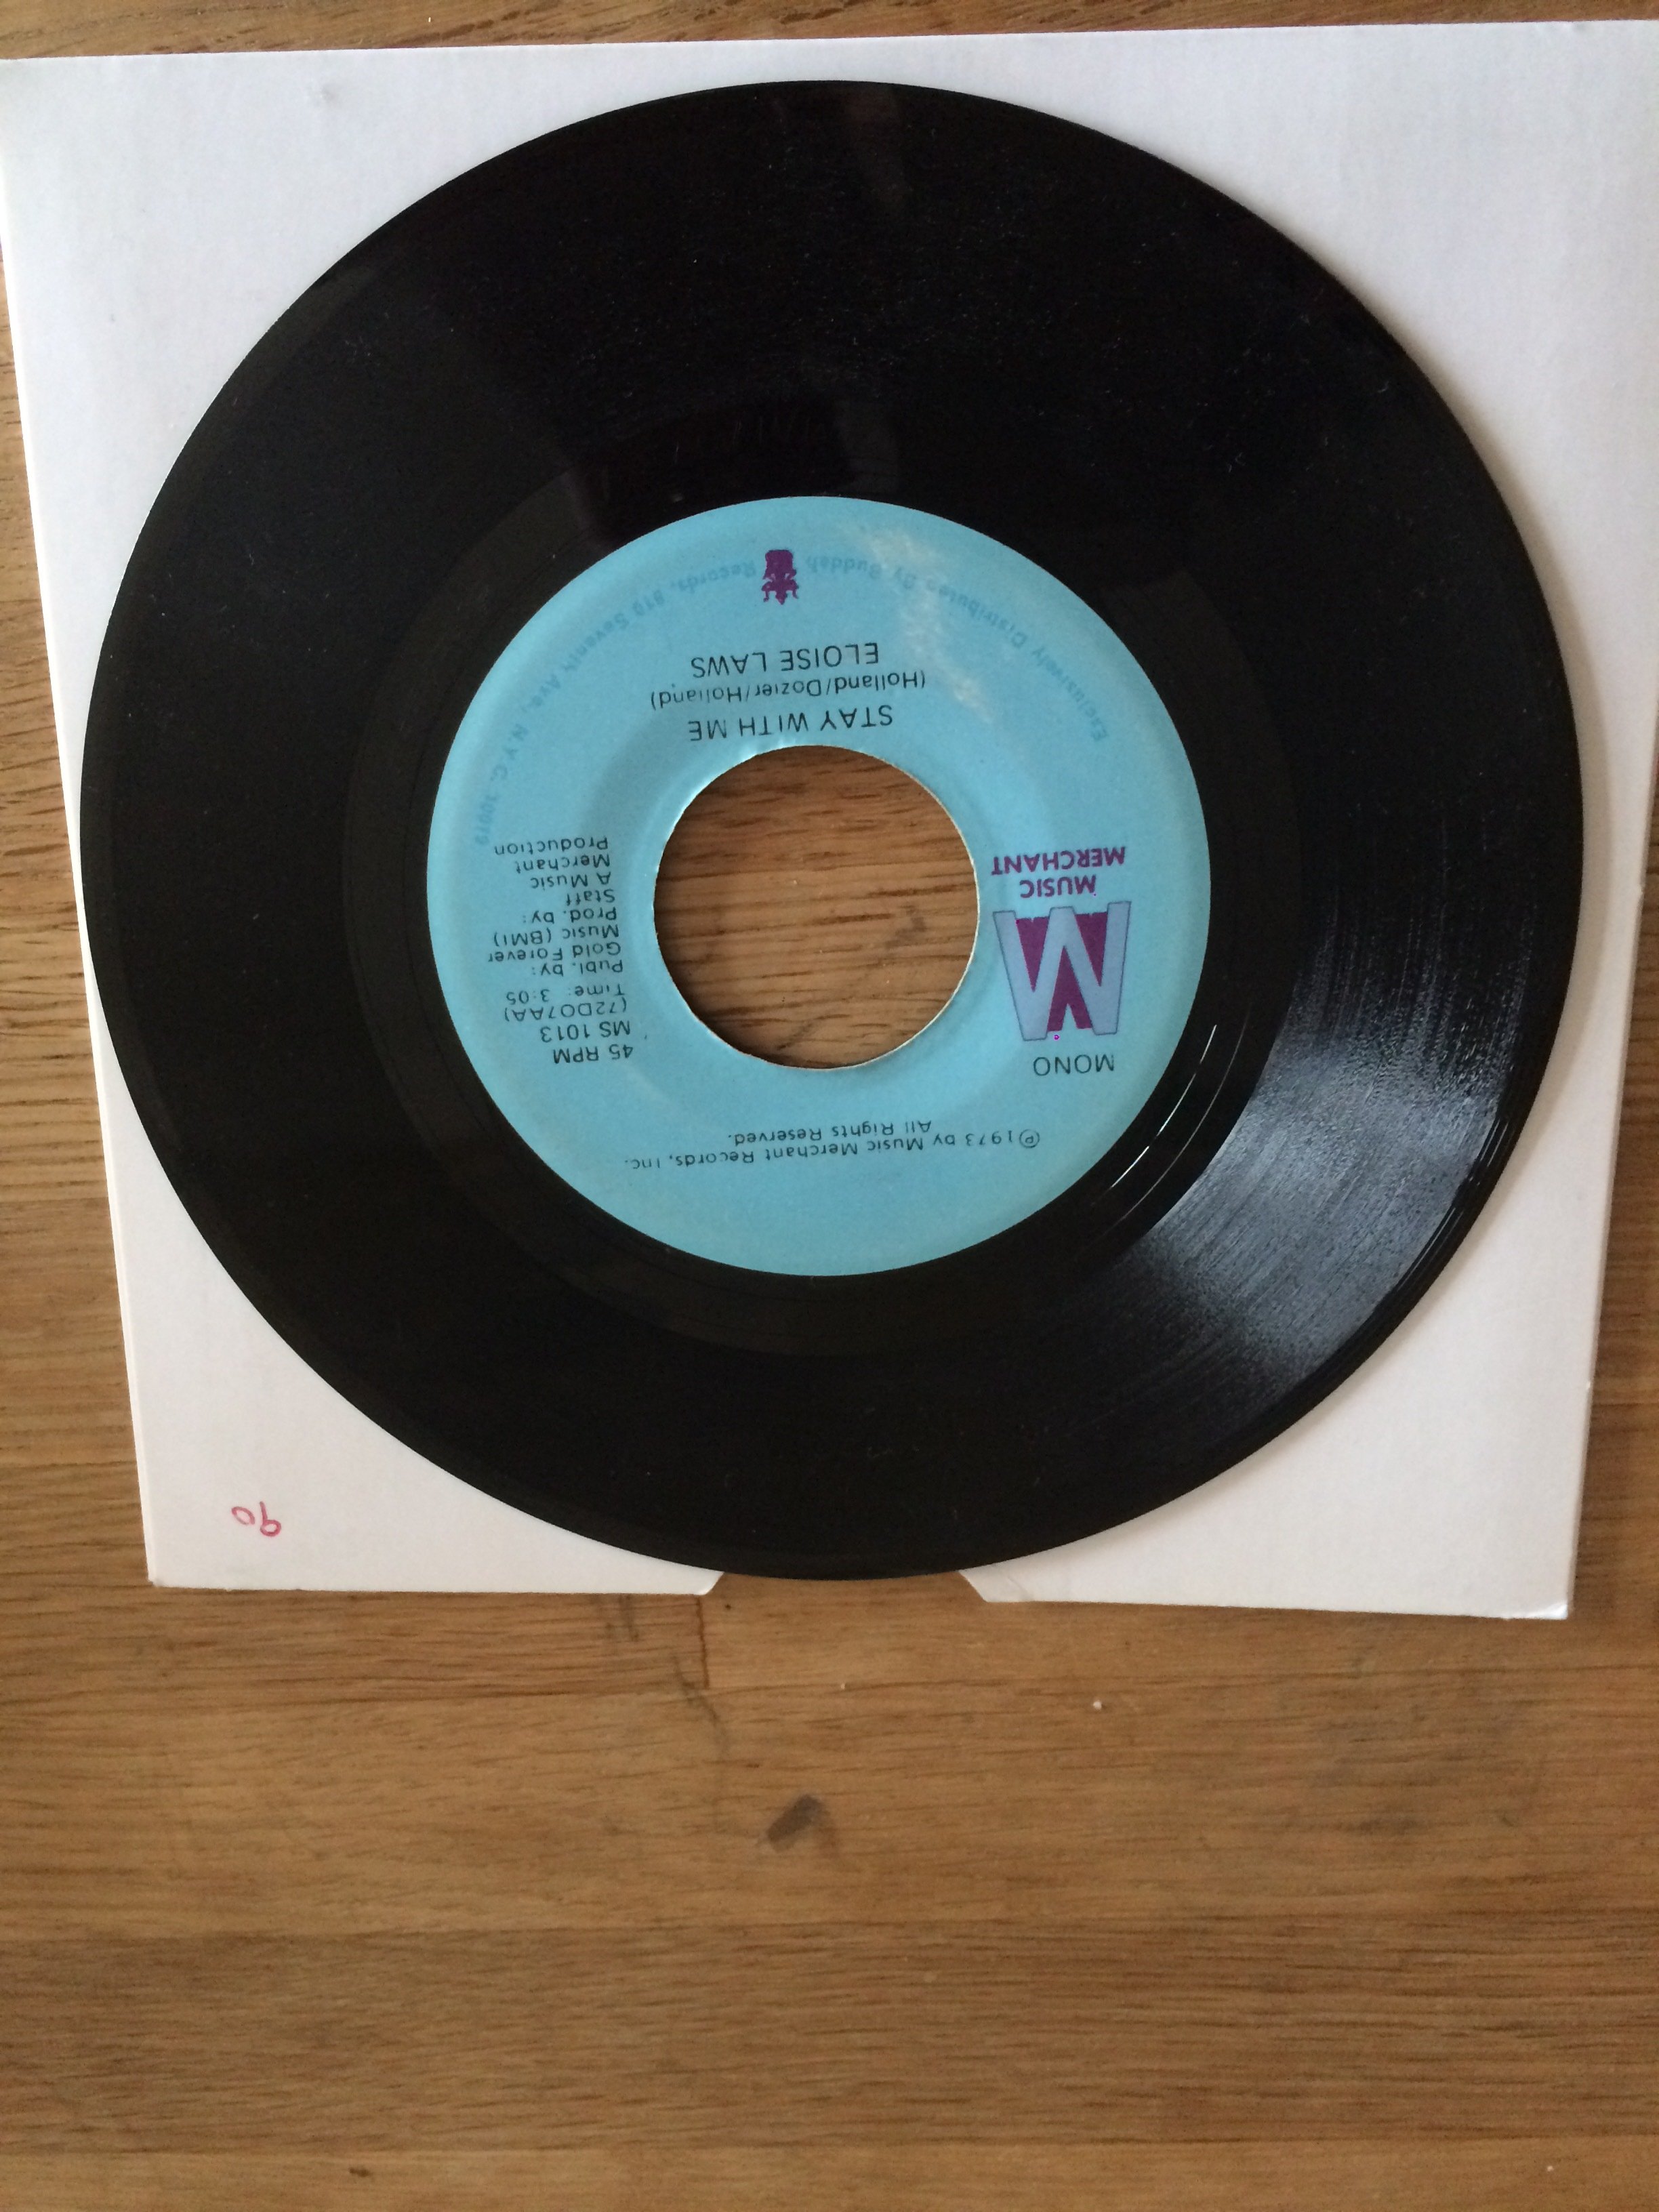 ℗1973 by Music Merchant Records, Inc.
All Rights Reserved.
MONO
MUSIC
MERCHANT
45 RPM
MS 1013
(72DO7AA)
Time: 3:05
Publ. by:
Gold Forever
Music (BMI)
Prod. by:
Staff
A Music
Merchant
Production
STAY WITH ME
(Holland/Dozier/Holland)
ELOISE LAWS
Exclusively Distributed By Buddah Records, 810 Seventh Ave., N.Y.C. 10019
90